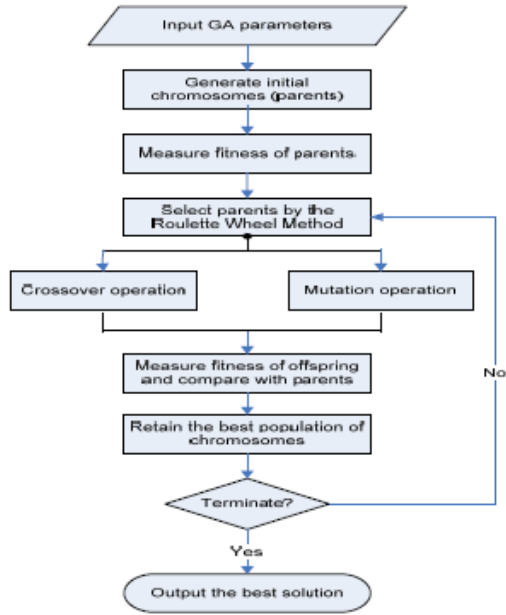 Input GA parameters
Generate initial
chromosomes (parents)
Measure fitness of parents
Select parents by the
Roulette Wheel Method
Crossover operation
Mutation operation
Measure fitness of offspring
and compare with parents
No
Retain the best population of
chromosomes
Terminate?
Yes
Output the best solution